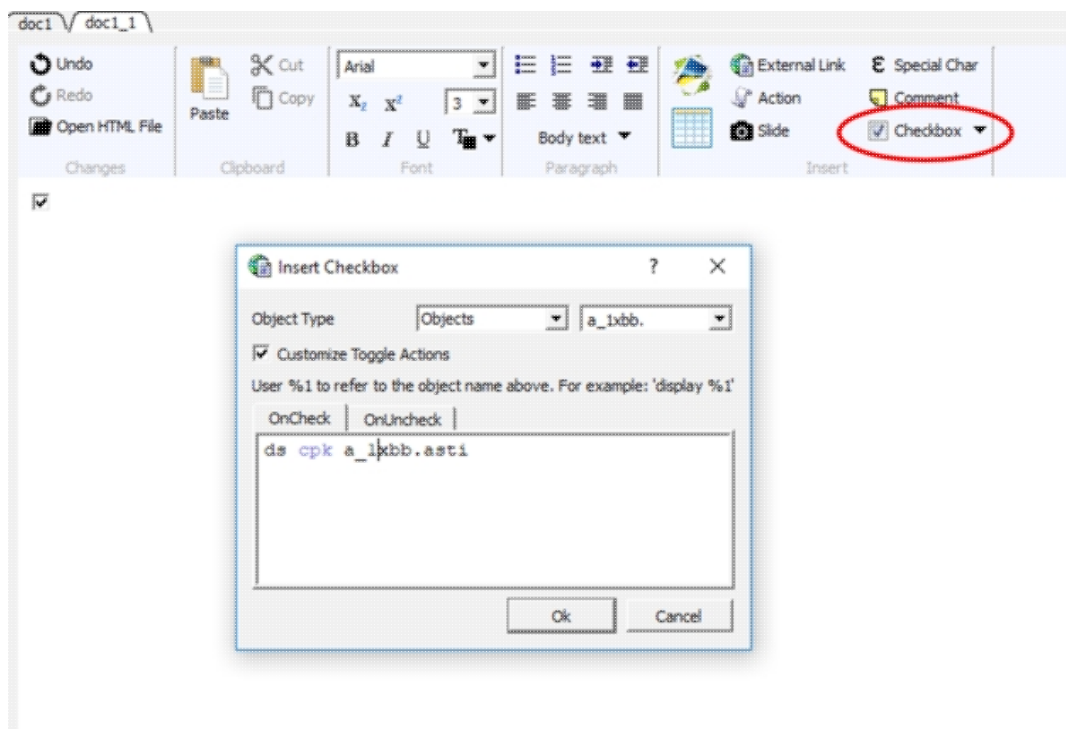 doc1 doc1_1
Undo
Redo
Open HTML File
Changes
Paste
Cut
Copy
Clipboard
Arial
X₂ X² 3
B I U T
Font
Body text
Paragraph
External Link
Action
Slide
Ɛ Special Char
Comment
Checkbox
Insert
Insert Checkbox ? ×
Object Type Objects a_1xbb.
Customize Toggle Actions
User %1 to refer to the object name above. For example: 'display %1'
OnCheck OnUncheck
ds cpk a_1xbb.asti
Ok Cancel